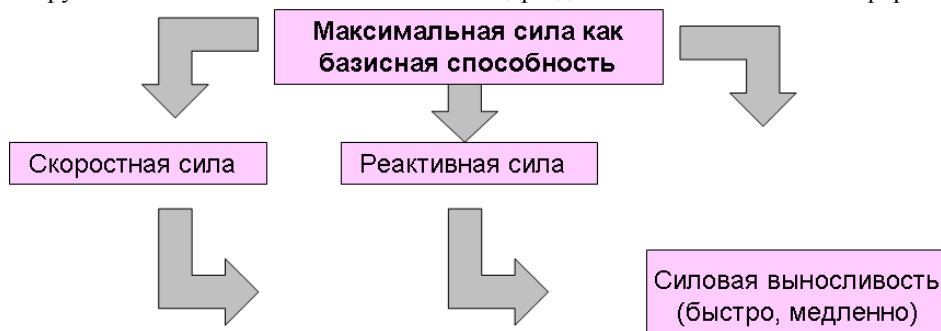 Максимальная сила как
базисная способность
Скоростная сила
Реактивная сила
Силовая выносливость
(быстро, медленно)